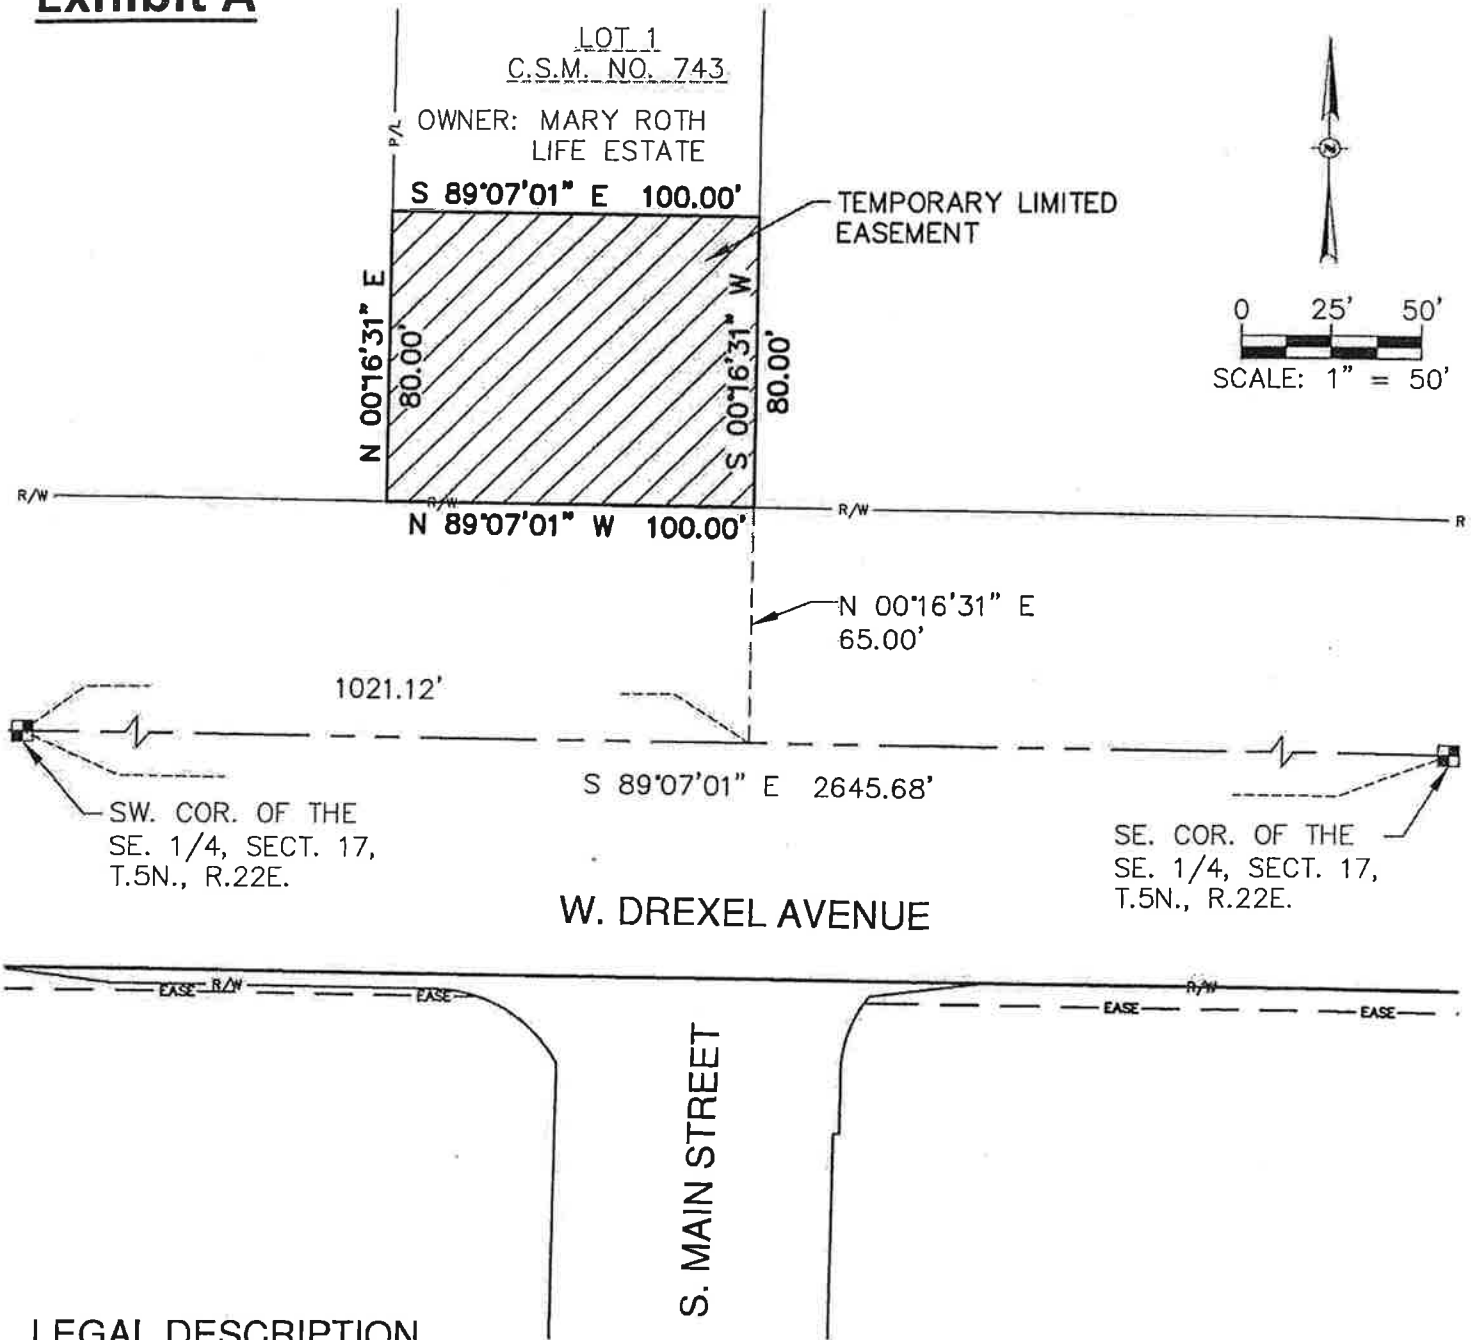 Exhibit A
LOT 1
C.S.M. NO. 743
P/L
OWNER: MARY ROTH
LIFE ESTATE
S 89°07'01" E 100.00'
TEMPORARY LIMITED
EASEMENT
N 00°16'31" E
80.00'
S 00°16'31" W
80.00'
0 25' 50'
SCALE: 1" = 50'
N
R/W
R/W
R/W
R
N 89°07'01" W 100.00'
N 00°16'31" E
65.00'
1021.12'
S 89°07'01" E 2645.68'
SW. COR. OF THE
SE. 1/4, SECT. 17,
T.5N., R.22E.
SE. COR. OF THE
SE. 1/4, SECT. 17,
T.5N., R.22E.
W. DREXEL AVENUE
EASE
R/W
EASE
R/W
EASE
EASE
S. MAIN STREET
LEGAL DESCRIPTION